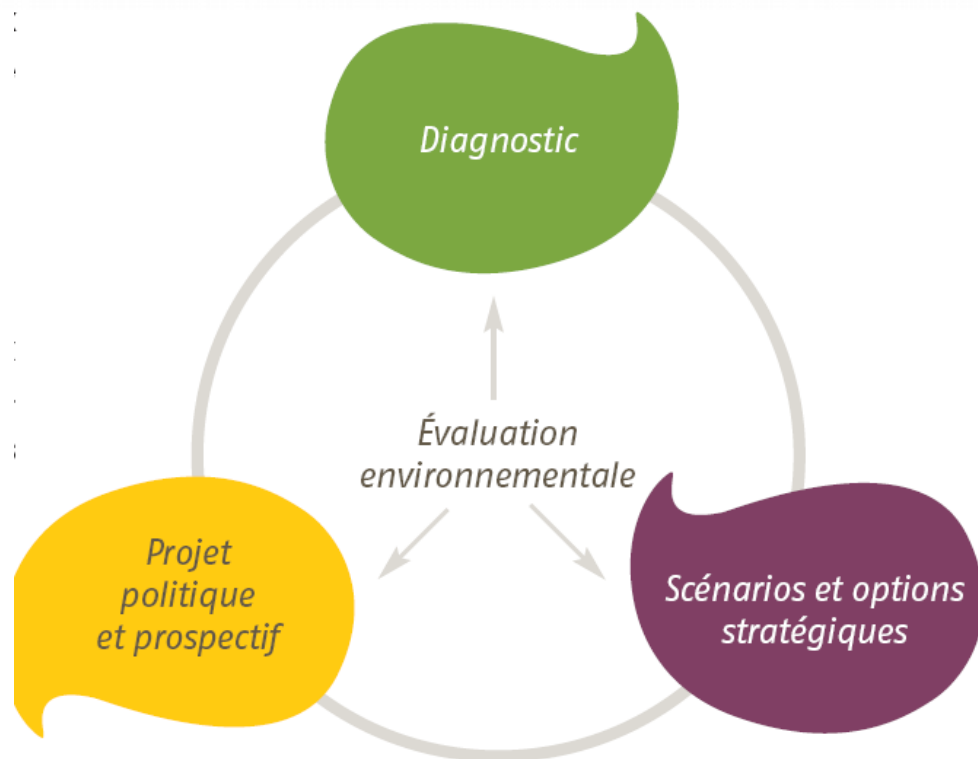 Diagnostic
Évaluation
environnementale
Projet
politique
et prospectif
Scénarios et options
stratégiques